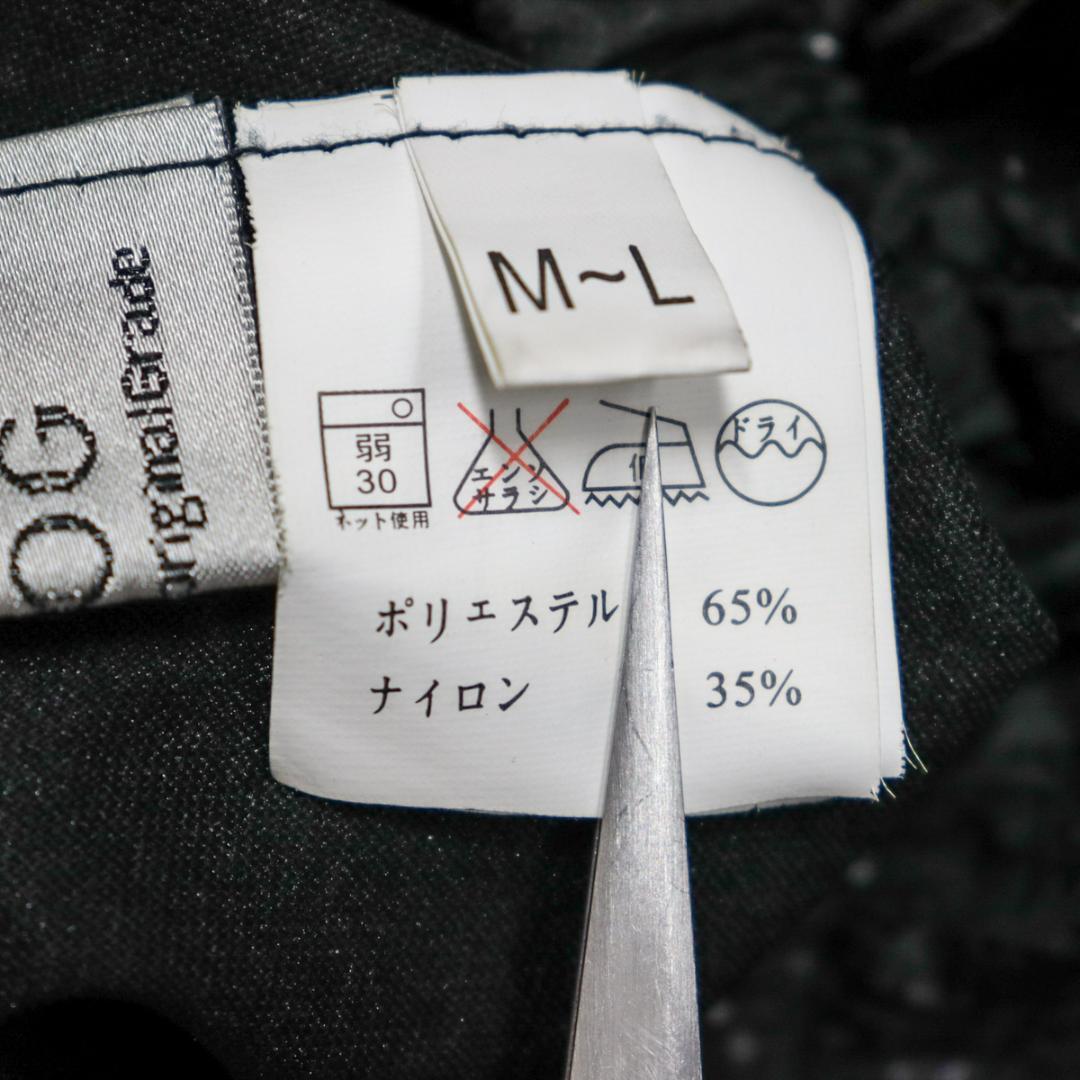 OG
originalGrade
M~L
弱
30
ネット使用
エンソ
サラシ
ドライ
ポリエステル 65%
ナイロン 35%